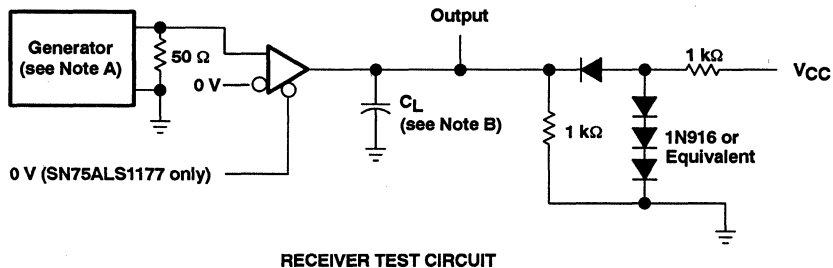 Output
Generator
(see Note A)
50 Ω
0 V
CL
(see Note B)
1 kΩ
1 kΩ
VCC
1N916 or
Equivalent
0 V (SN75ALS1177 only)
RECEIVER TEST CIRCUIT